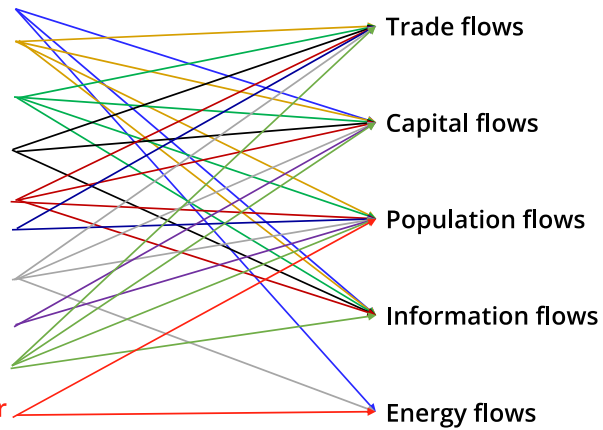 Trade flows
Capital flows
Population flows
Information flows
r
Energy flows